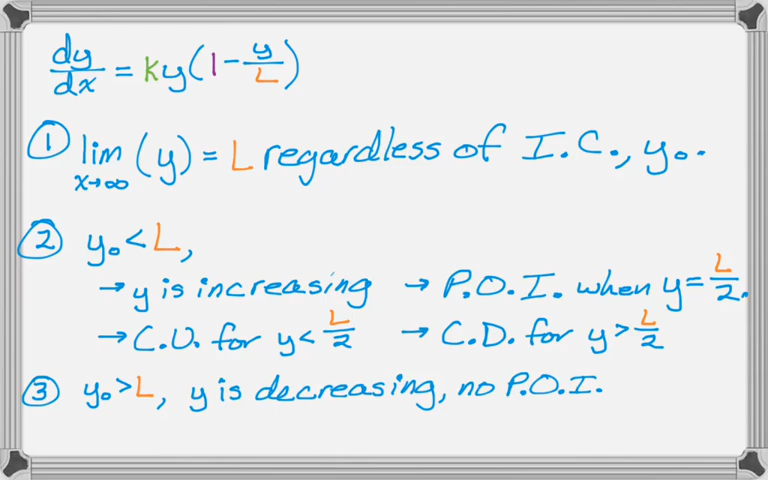 dy/dx = ky(1 - y/L)
① lim x→∞ (y) = L regardless of I.C., y₀.
② y₀ < L,
→ y is increasing → P.O.I. when y = L/2.
→ C.U. for y < L/2 → C.D. for y > L/2
③ y₀ > L, y is decreasing, no P.O.I.